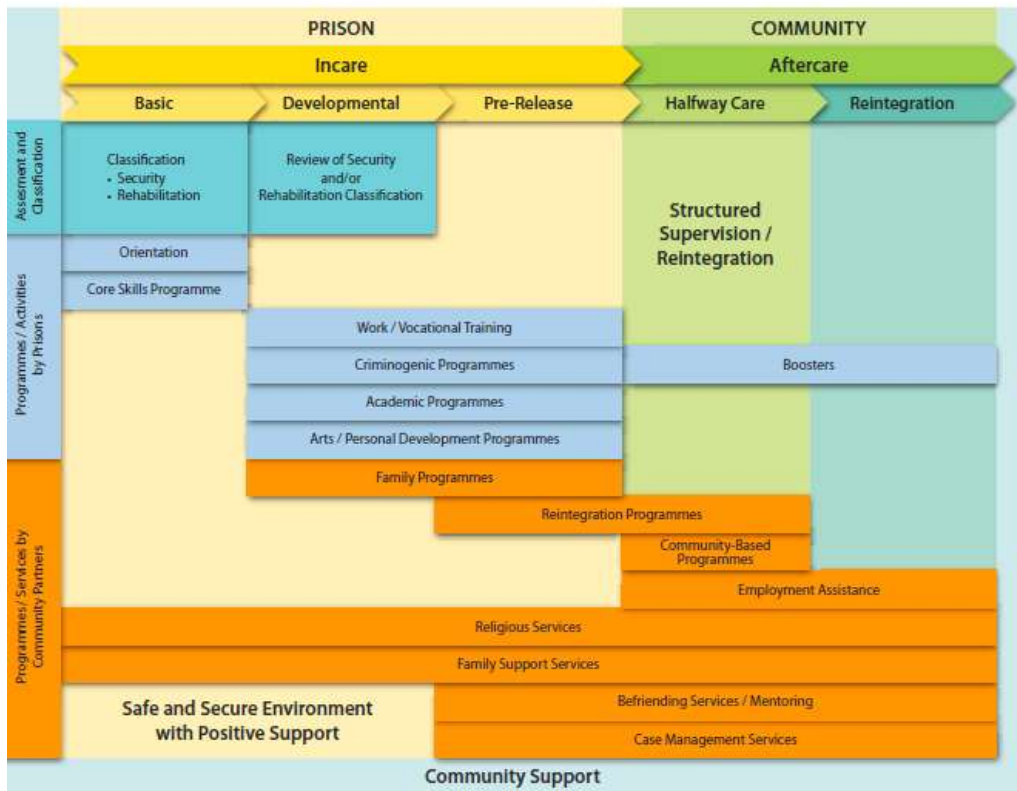 PRISON
COMMUNITY
Incare
Aftercare
Basic
Developmental
Pre-Release
Halfway Care
Reintegration
Assesment and
Classification
Classification
• Security
• Rehabilitation
Review of Security
and/or
Rehabilitation Classification
Structured
Supervision /
Reintegration
Programmes / Activities
by Prisons
Orientation
Core Skills Programme
Work / Vocational Training
Criminogenic Programmes
Boosters
Academic Programmes
Arts / Personal Development Programmes
Programmes/ Services by
Community Partners
Family Programmes
Reintegration Programmes
Community-Based
Programmes
Employment Assistance
Religious Services
Family Support Services
Safe and Secure Environment
with Positive Support
Befriending Services / Mentoring
Case Management Services
Community Support